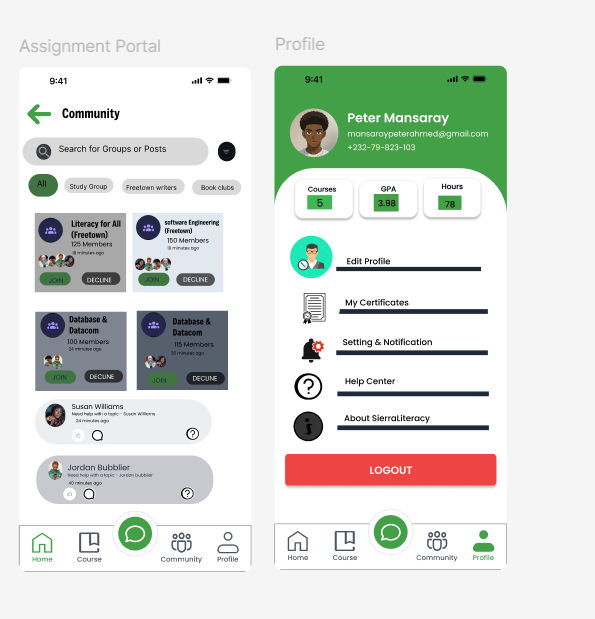 Assignment Portal
9:41
Community
Search for Groups or Posts
All
Study Group
Freetown writers
Book clubs
Literacy for All
(Freetown)
125 Members
18 minutes ago
JOIN
DECLINE
software Engineering
(Freetown)
150 Members
18 minutes ago
JOIN
DECLINE
Database &
Datacom
100 Members
24 minutes ago
JOIN
DECLINE
Database &
Datacom
115 Members
38 minutes ago
JOIN
DECLINE
Susan Williams
Need help with a topic - Susan Williams
34 minutes ago
Jordan Bubblier
Need help with a topic - Jordan bubblier
40 minutes ago
Home
Course
Community
Profile
Profile
9:41
Peter Mansaray
mansaraypeterahmed@gmail.com
+232-79-823-103
Courses
5
GPA
3.98
Hours
78
Edit Profile
My Certificates
Setting & Notification
Help Center
About SierraLiteracy
LOGOUT
Home
Course
Community
Profile